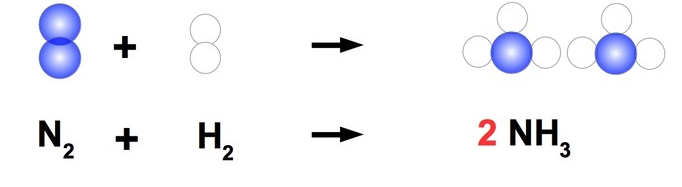 +
N₂ + H₂ → 2 NH₃